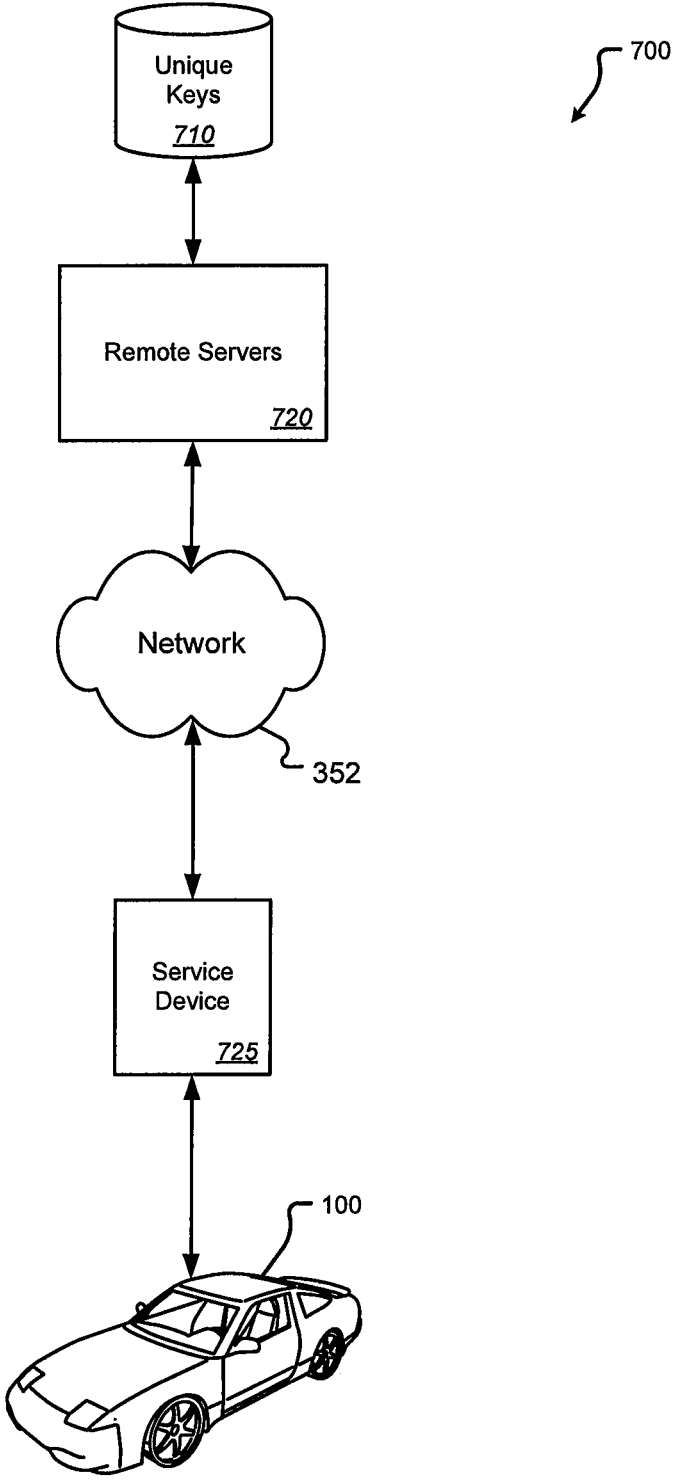 Unique
Keys
710
700
Remote Servers
720
Network
352
Service
Device
725
100